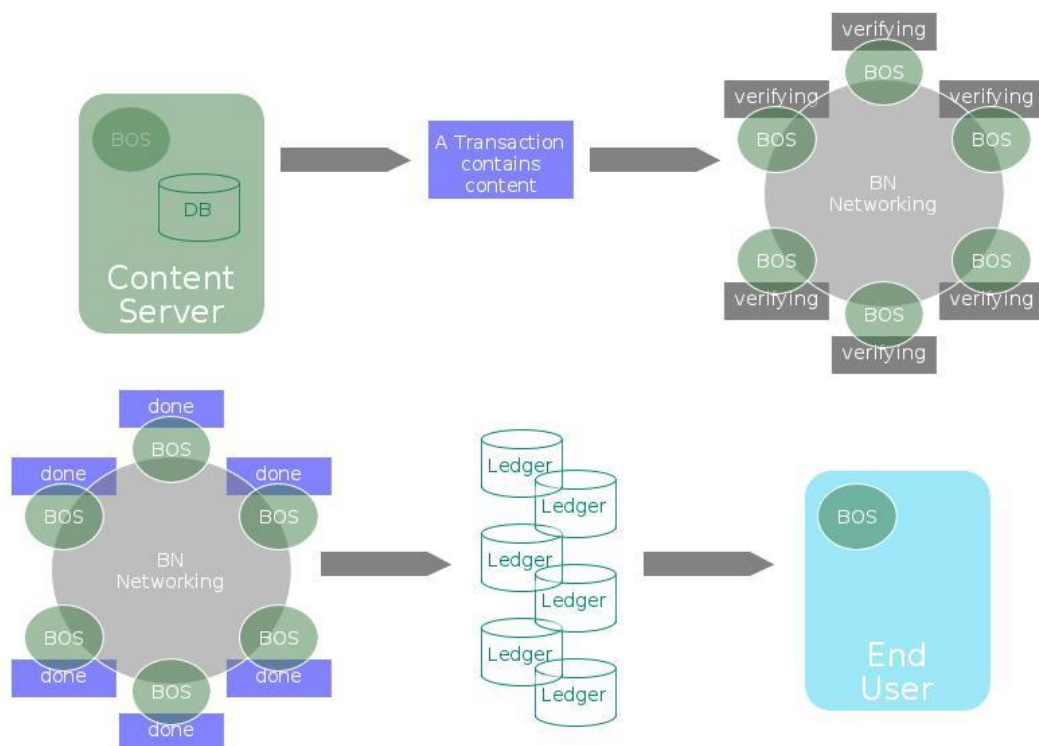 BOS
DB
Content
Server
A Transaction
contains
content
verifying
BOS
verifying
BOS
verifying
BOS
BN
Networking
BOS
verifying
BOS
verifying
BOS
verifying
done
BOS
done
BOS
done
BOS
BN
Networking
BOS
done
BOS
done
BOS
done
Ledger
Ledger
Ledger
Ledger
Ledger
Ledger
BOS
End
User